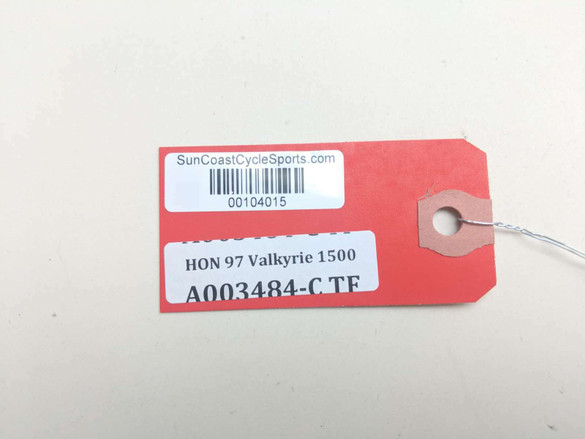 SunCoastCycleSports.com
00104015
HON 97 Valkyrie 1500
A003484-C TF